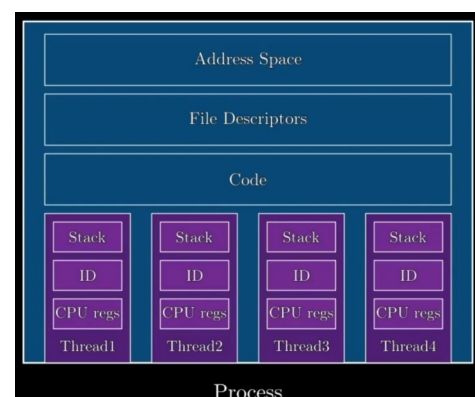 Address Space
File Descriptors
Code
Stack Stack Stack Stack
ID ID ID ID
CPU regs CPU regs CPU regs CPU regs
Thread1 Thread2 Thread3 Thread4
Process